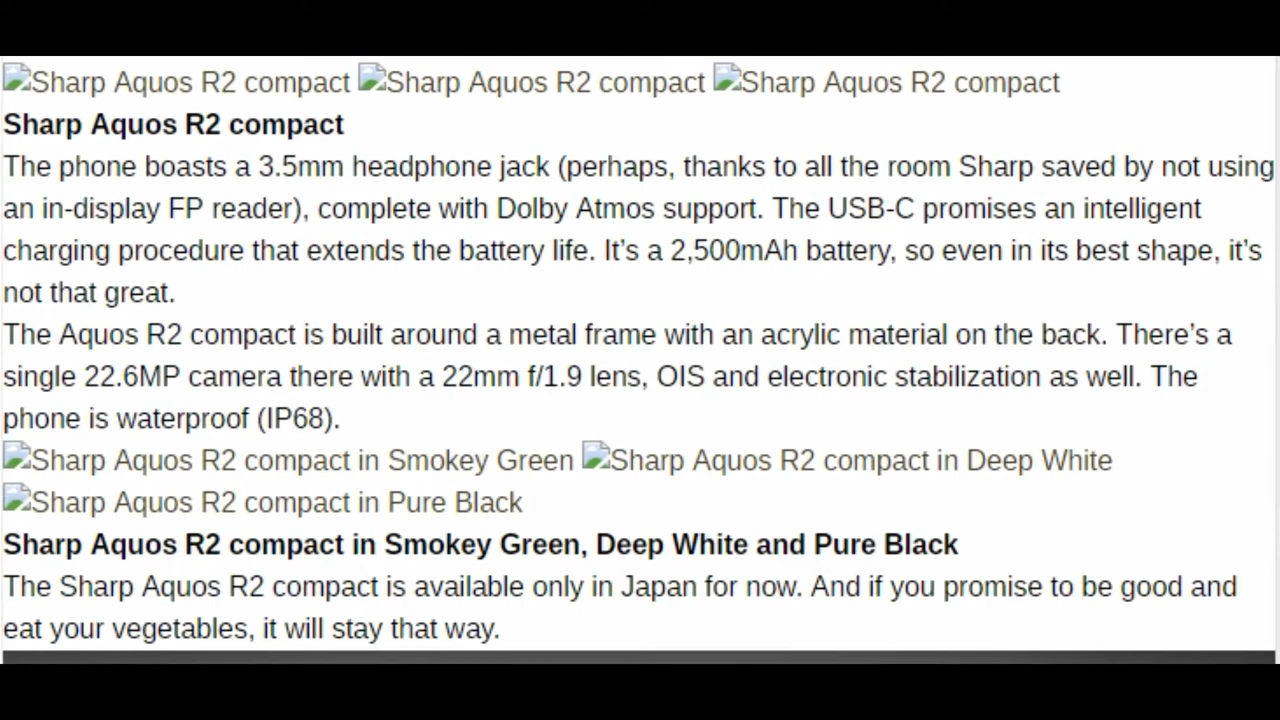 Sharp Aquos R2 compact Sharp Aquos R2 compact Sharp Aquos R2 compact
Sharp Aquos R2 compact
The phone boasts a 3.5mm headphone jack (perhaps, thanks to all the room Sharp saved by not using
an in-display FP reader), complete with Dolby Atmos support. The USB-C promises an intelligent
charging procedure that extends the battery life. It’s a 2,500mAh battery, so even in its best shape, it’s
not that great.
The Aquos R2 compact is built around a metal frame with an acrylic material on the back. There’s a
single 22.6MP camera there with a 22mm f/1.9 lens, OIS and electronic stabilization as well. The
phone is waterproof (IP68).
Sharp Aquos R2 compact in Smokey Green Sharp Aquos R2 compact in Deep White
Sharp Aquos R2 compact in Pure Black
Sharp Aquos R2 compact in Smokey Green, Deep White and Pure Black
The Sharp Aquos R2 compact is available only in Japan for now. And if you promise to be good and
eat your vegetables, it will stay that way.